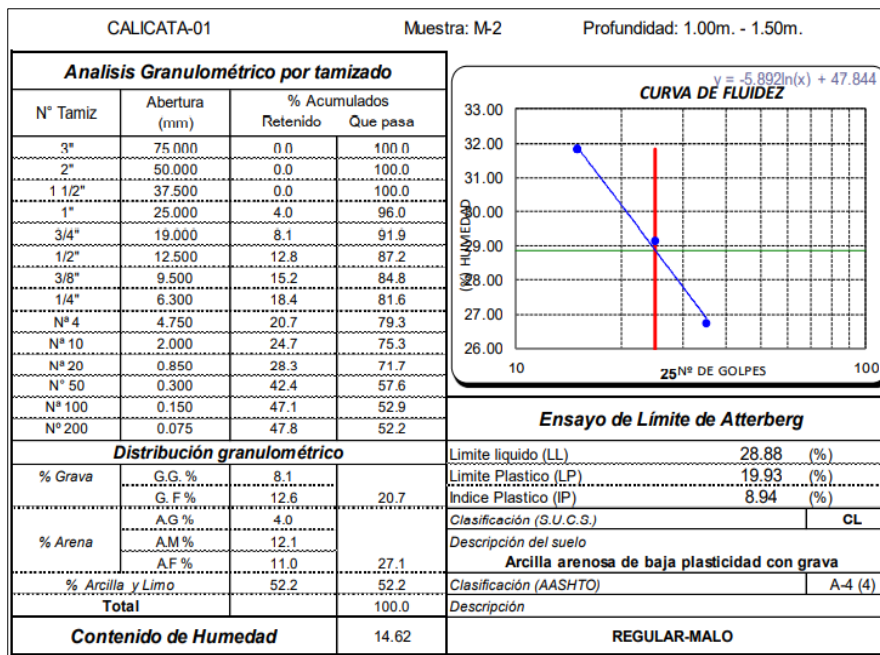 CALICATA-01 Muestra: M-2 Profundidad: 1.00m. - 1.50m.
Analisis Granulométrico por tamizado
N° Tamiz Abertura (mm) % Acumulados
Retenido Que pasa
3" 75.000 0.0 100.0
2" 50.000 0.0 100.0
1 1/2" 37.500 0.0 100.0
1" 25.000 4.0 96.0
3/4" 19.000 8.1 91.9
1/2" 12.500 12.8 87.2
3/8" 9.500 15.2 84.8
1/4" 6.300 18.4 81.6
Nª 4 4.750 20.7 79.3
Nª 10 2.000 24.7 75.3
Nª 20 0.850 28.3 71.7
N° 50 0.300 42.4 57.6
Nª 100 0.150 47.1 52.9
Nº 200 0.075 47.8 52.2
Distribución granulométrico
% Grava G.G. % 8.1
G. F % 12.6 20.7
% Arena A.G % 4.0
A.M % 12.1
A.F % 11.0 27.1
% Arcilla y Limo 52.2 52.2
Total 100.0
Contenido de Humedad 14.62
y = -5.892ln(x) + 47.844
CURVA DE FLUIDEZ
33.00
32.00
31.00
30.00
29.00
28.00
27.00
26.00
(%) HUMEDAD
10 25 Nº DE GOLPES 100
Ensayo de Límite de Atterberg
Limite liquido (LL) 28.88 (%)
Limite Plastico (LP) 19.93 (%)
Indice Plastico (IP) 8.94 (%)
Clasificación (S.U.C.S.) CL
Descripción del suelo
Arcilla arenosa de baja plasticidad con grava
Clasificación (AASHTO) A-4 (4)
Descripción
REGULAR-MALO